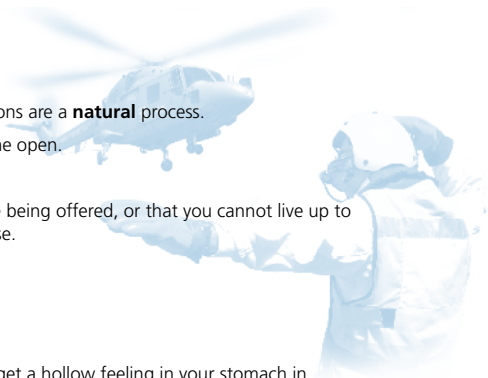 ons are a natural process.
ne open.
e being offered, or that you cannot live up to
se.
get a hollow feeling in your stomach in